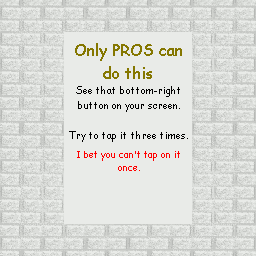 Only PROS can
do this
See that bottom-right
button on your screen.
Try to tap it three times.
I bet you can't tap on it
once.